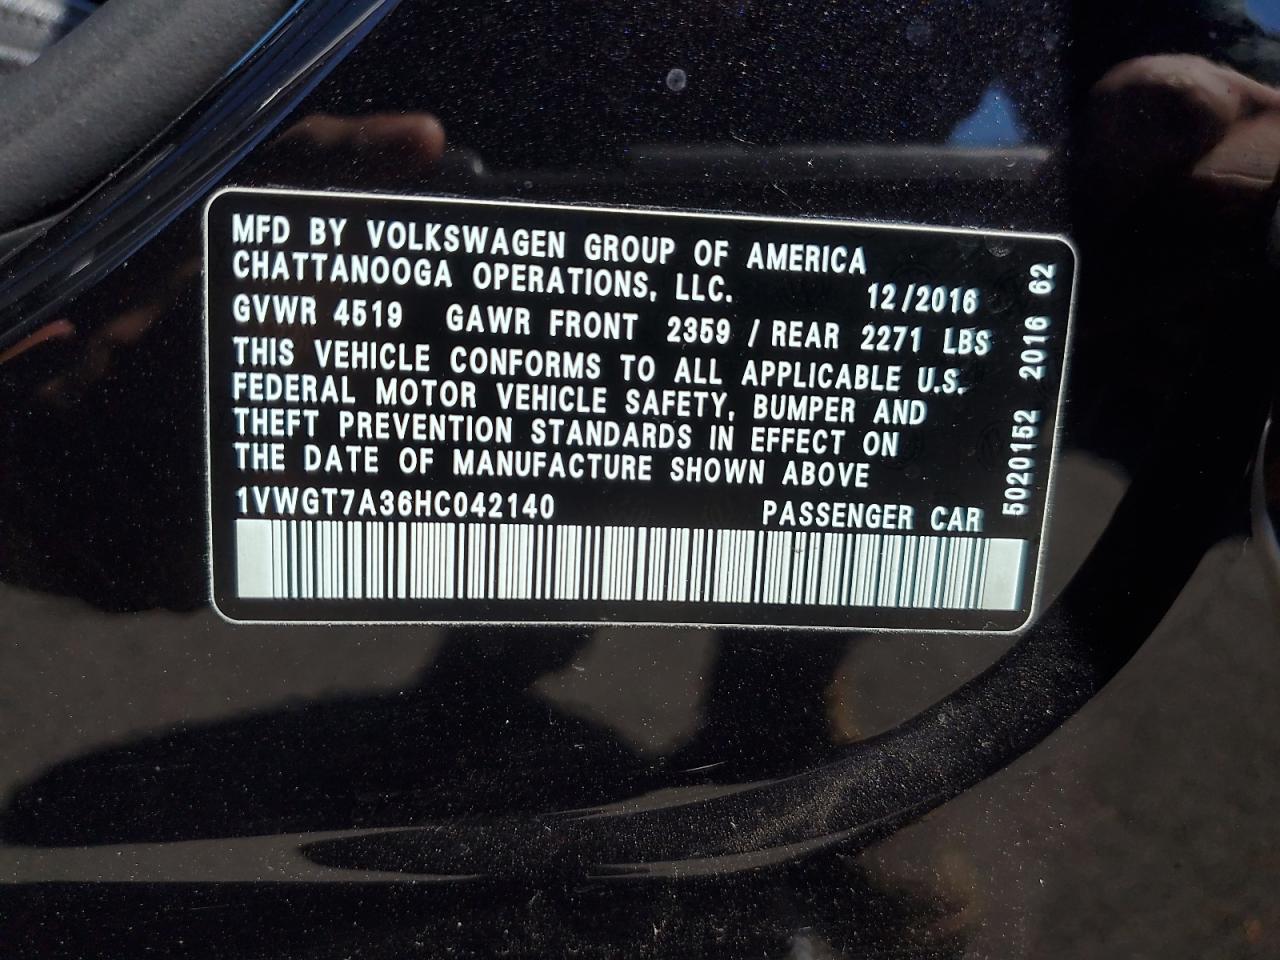 MFD BY VOLKSWAGEN GROUP OF AMERICA
CHATTANOOGA OPERATIONS, LLC. 12/2016
GVWR 4519 GAWR FRONT 2359 / REAR 2271 LBS
THIS VEHICLE CONFORMS TO ALL APPLICABLE U.S.
FEDERAL MOTOR VEHICLE SAFETY, BUMPER AND
THEFT PREVENTION STANDARDS IN EFFECT ON
THE DATE OF MANUFACTURE SHOWN ABOVE
1VWGT7A36HC042140 PASSENGER CAR
5020152 2016 62